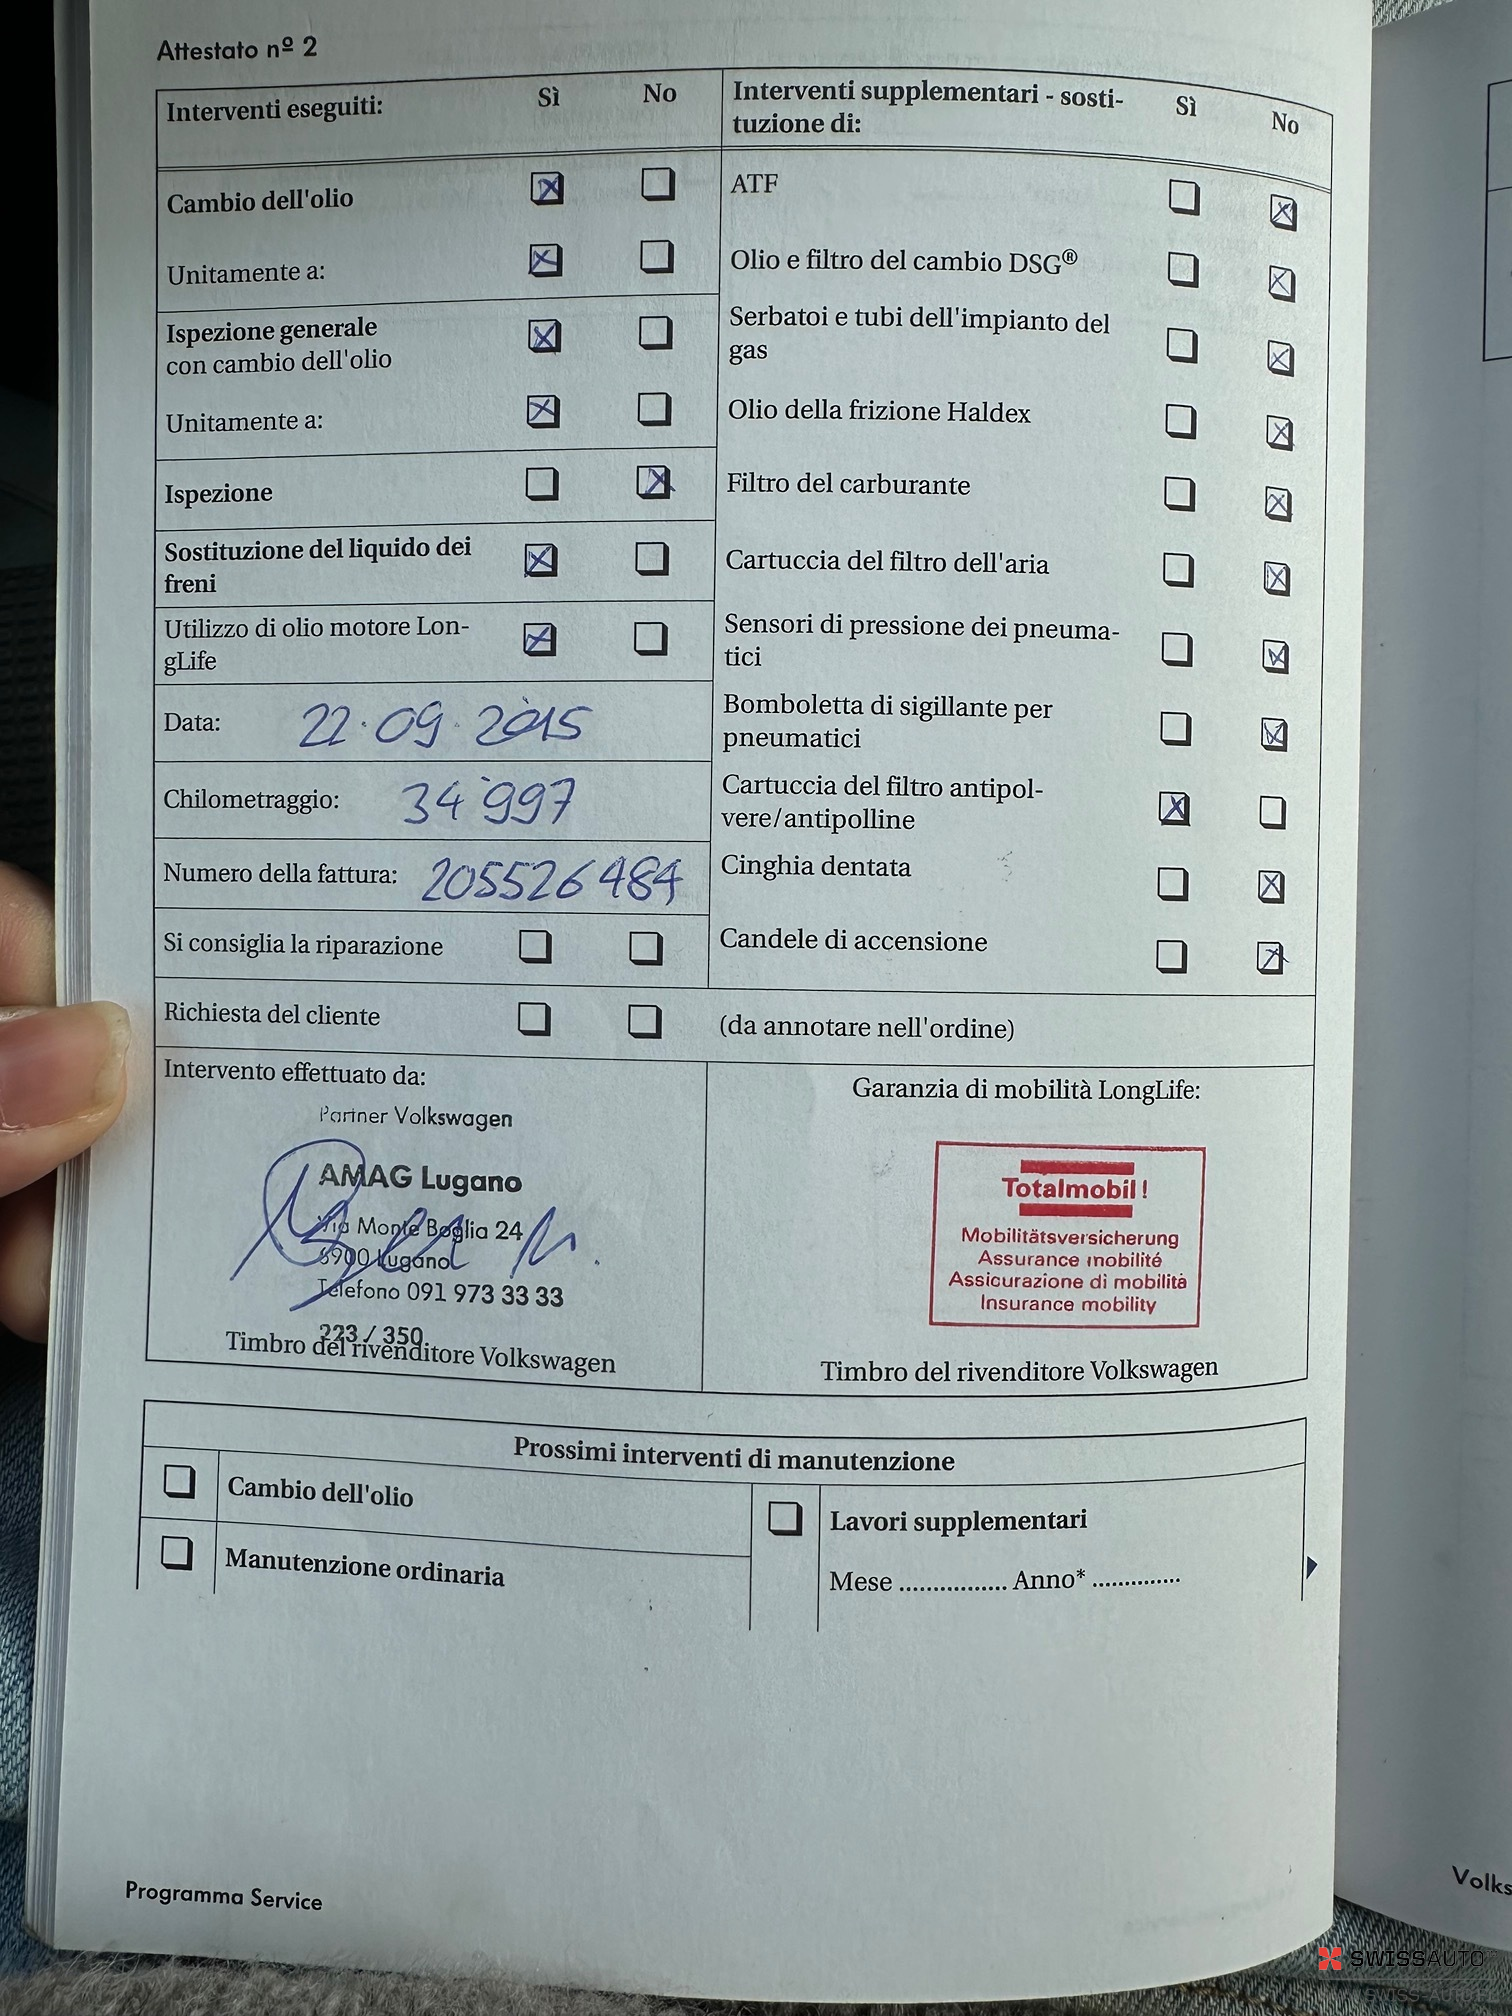 Attestato nº 2
Interventi eseguiti: Sì No
Cambio dell'olio
Unitamente a:
Ispezione generale
con cambio dell'olio
Unitamente a:
Ispezione
Sostituzione del liquido dei
freni
Utilizzo di olio motore Lon-
gLife
Data: 22.09.2015
Chilometraggio: 34'997
Numero della fattura: 205526484
Si consiglia la riparazione
Richiesta del cliente
(da annotare nell'ordine)
Interventi supplementari - sosti-
tuzione di: Sì No
ATF
Olio e filtro del cambio DSG®
Serbatoi e tubi dell'impianto del
gas
Olio della frizione Haldex
Filtro del carburante
Cartuccia del filtro dell'aria
Sensori di pressione dei pneuma-
tici
Bomboletta di sigillante per
pneumatici
Cartuccia del filtro antipol-
vere/antipolline
Cinghia dentata
Candele di accensione
Intervento effettuato da:
Partner Volkswagen
AMAG Lugano
Via Monte Boglia 24
6900 Lugano
Telefono 091 973 33 33
223 / 350
Timbro del rivenditore Volkswagen
Garanzia di mobilità LongLife:
Totalmobil!
Mobilitätsversicherung
Assurance mobilité
Assicurazione di mobilità
Insurance mobility
Timbro del rivenditore Volkswagen
Prossimi interventi di manutenzione
Cambio dell'olio
Manutenzione ordinaria
Lavori supplementari
Mese ................ Anno* ..............
Programma Service
Volks
SWISSAUTO